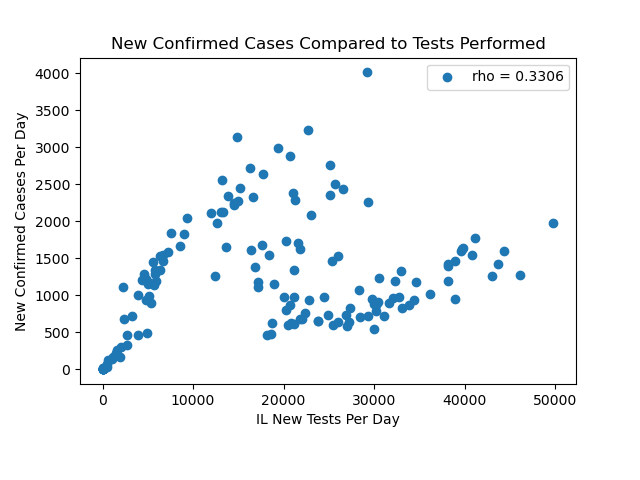 New Confirmed Cases Compared to Tests Performed
rho = 0.3306
New Confirmed Caeses Per Day
4000
3500
3000
2500
2000
1500
1000
500
0
0 10000 20000 30000 40000 50000
IL New Tests Per Day